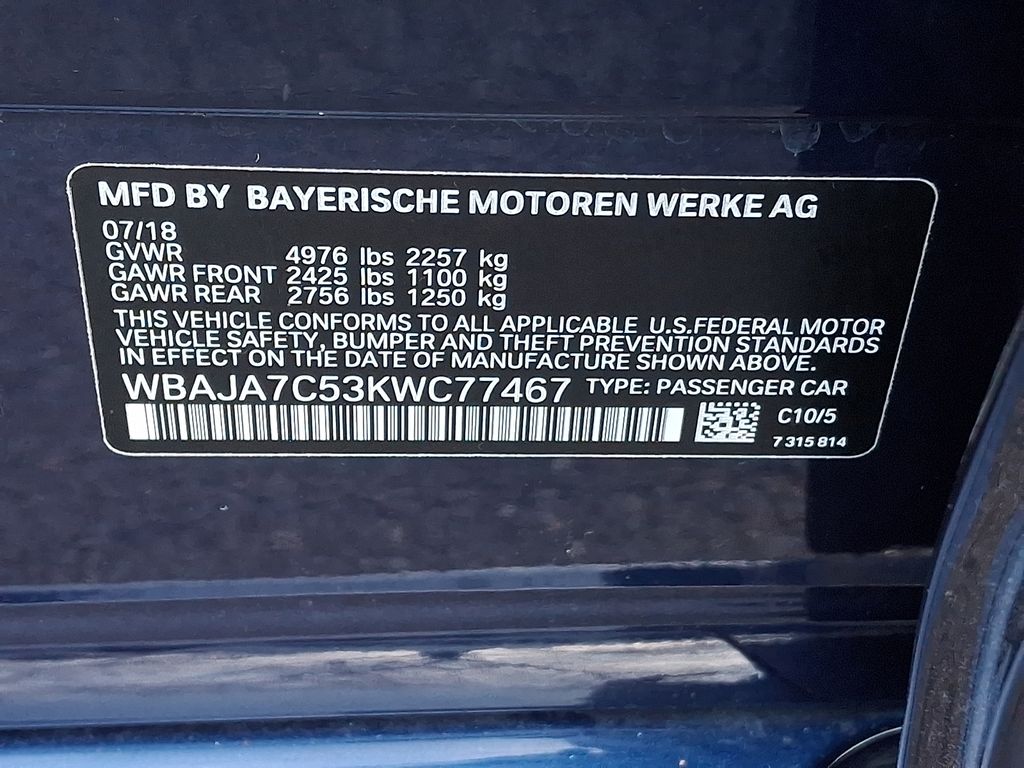 MFD BY BAYERISCHE MOTOREN WERKE AG
07/18
GVWR 4976 lbs 2257 kg
GAWR FRONT 2425 lbs 1100 kg
GAWR REAR 2756 lbs 1250 kg
THIS VEHICLE CONFORMS TO ALL APPLICABLE U.S.FEDERAL MOTOR
VEHICLE SAFETY, BUMPER AND THEFT PREVENTION STANDARDS
IN EFFECT ON THE DATE OF MANUFACTURE SHOWN ABOVE.
WBAJA7C53KWC77467 TYPE: PASSENGER CAR
C10/5
7 315 814